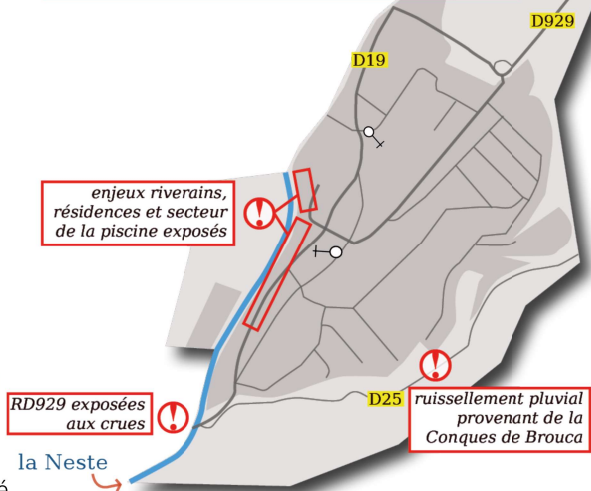 D929
D19
enjeux riverains,
résidences et secteur
de la piscine exposés
!
!
D25
ruissellement pluvial
provenant de la
Conques de Brouca
RD929 exposées
aux crues
!
la Neste
é